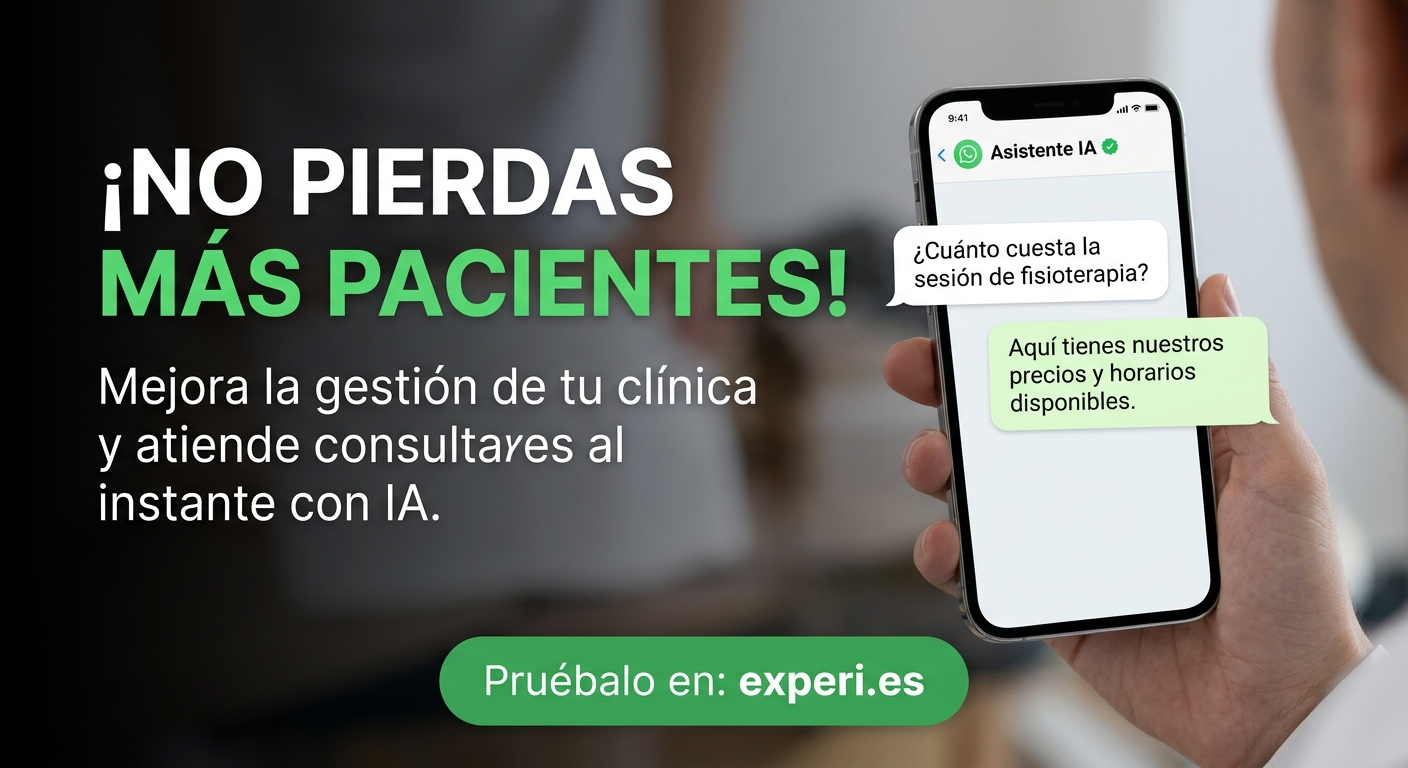 ¡NO PIERDAS
MÁS PACIENTES!
Mejora la gestión de tu clínica
y atiende consultares al
instante con IA.
9:41
Asistente IA
¿Cuánto cuesta la
sesión de fisioterapia?
Aquí tienes nuestros
precios y horarios
disponibles.
Pruébalo en: experi.es